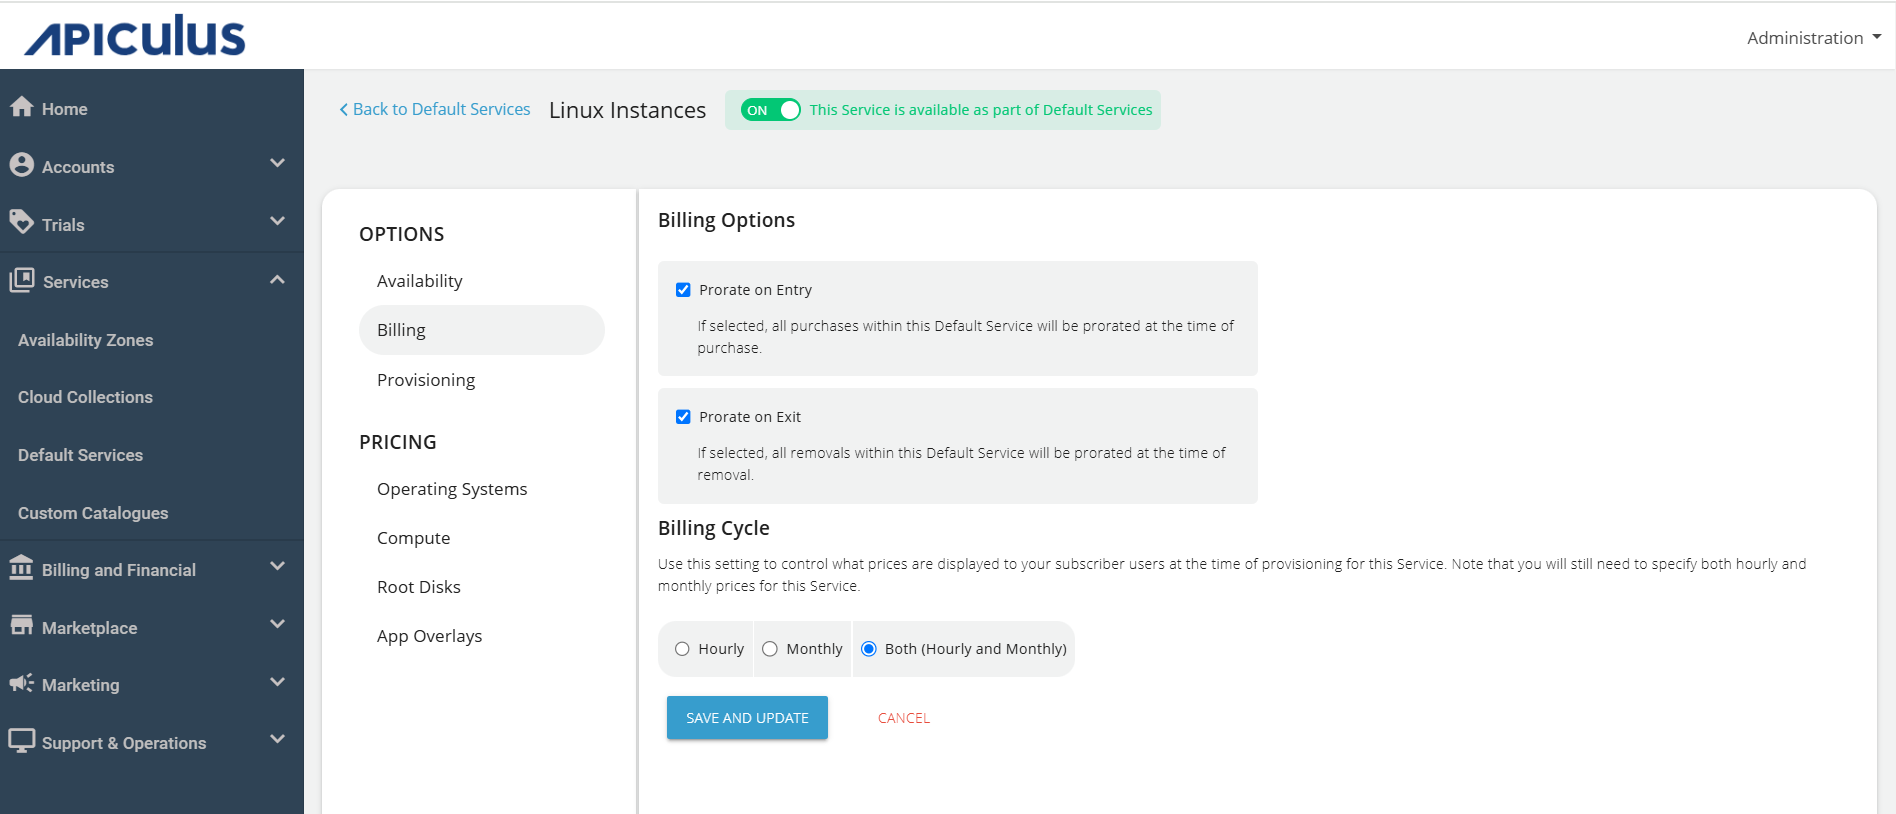 APICULUS
Administration
Home
Accounts
Trials
Services
Availability Zones
Cloud Collections
Default Services
Custom Catalogues
Billing and Financial
Marketplace
Marketing
Support & Operations
Back to Default Services
Linux Instances
ON
This Service is available as part of Default Services
OPTIONS
Availability
Billing
Provisioning
PRICING
Operating Systems
Compute
Root Disks
App Overlays
Billing Options
Prorate on Entry
If selected, all purchases within this Default Service will be prorated at the time of
purchase.
Prorate on Exit
If selected, all removals within this Default Service will be prorated at the time of
removal.
Billing Cycle
Use this setting to control what prices are displayed to your subscriber users at the time of provisioning for this Service. Note that you will still need to specify both hourly and
monthly prices for this Service.
Hourly
Monthly
Both (Hourly and Monthly)
SAVE AND UPDATE
CANCEL